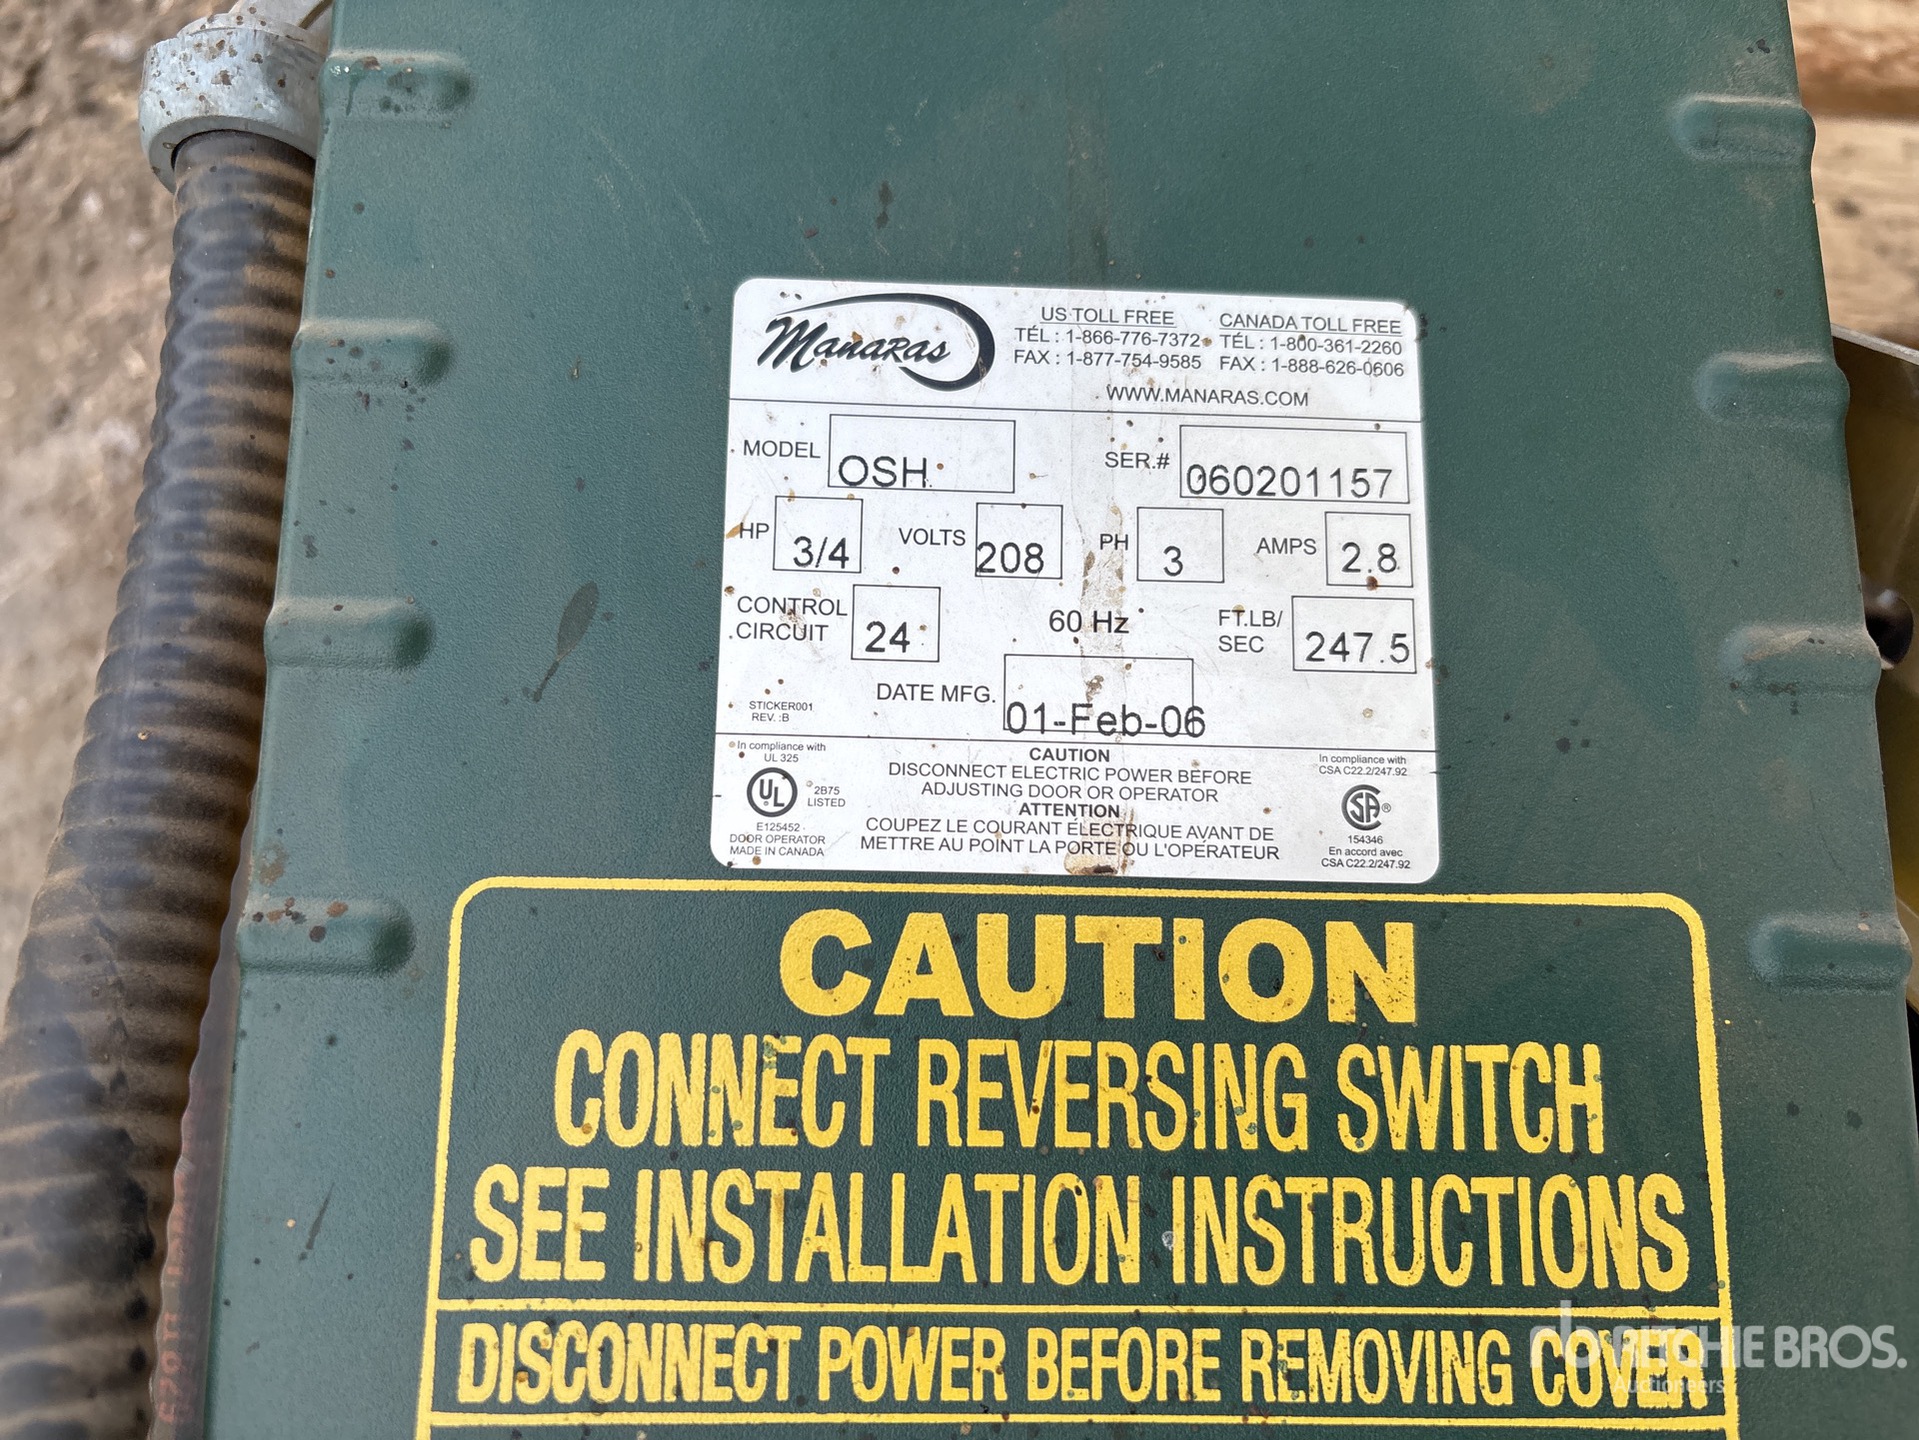 Manaras
US TOLL FREE
TÉL : 1-866-776-7372
FAX : 1-877-754-9585
CANADA TOLL FREE
TÉL : 1-800-361-2260
FAX : 1-888-626-0606
WWW.MANARAS.COM
MODEL OSH SER.# 060201157
HP 3/4 VOLTS 208 PH 3 AMPS 2.8
CONTROL
CIRCUIT 24 60 Hz
FT.LB/
SEC 247.5
DATE MFG. 01-Feb-06
STICKER001
REV. :B
In compliance with
UL 325
UL
2B75
LISTED
E125452
DOOR OPERATOR
MADE IN CANADA
CAUTION
DISCONNECT ELECTRIC POWER BEFORE
ADJUSTING DOOR OR OPERATOR
ATTENTION
COUPEZ LE COURANT ÉLECTRIQUE AVANT DE
METTRE AU POINT LA PORTE OU L'OPERATEUR
In compliance with
CSA C22.2/247.92
CSA ®
154346
En accord avec
CSA C22.2/247.92
CAUTION
CONNECT REVERSING SWITCH
SEE INSTALLATION INSTRUCTIONS
DISCONNECT POWER BEFORE REMOVING COVER
rb RITCHIE BROS.
Auctioneers